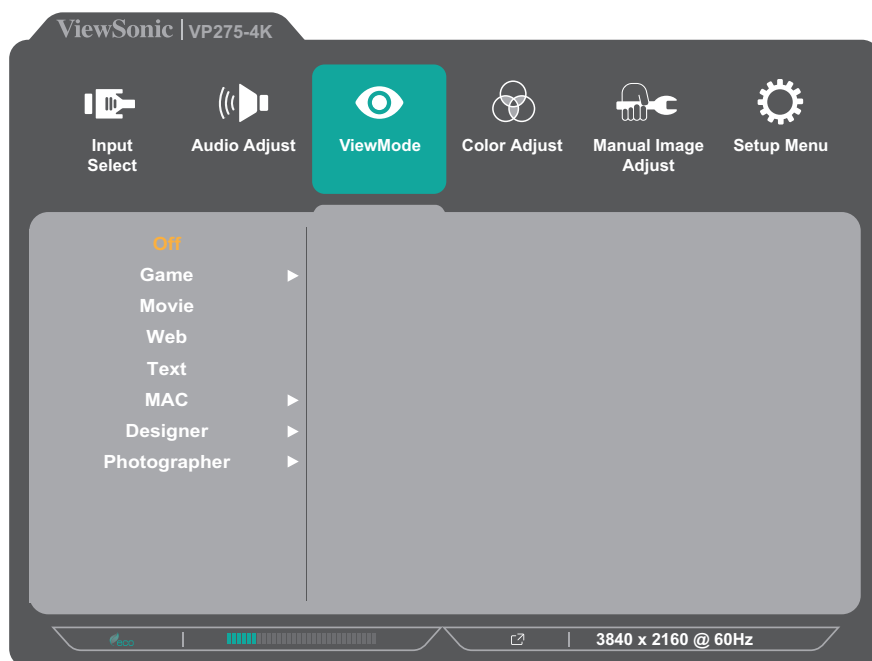 ViewSonic | VP275-4K
Input Select
Audio Adjust
ViewMode
Color Adjust
Manual Image Adjust
Setup Menu
Off
Game
Movie
Web
Text
MAC
Designer
Photographer
eco
3840 x 2160 @ 60Hz